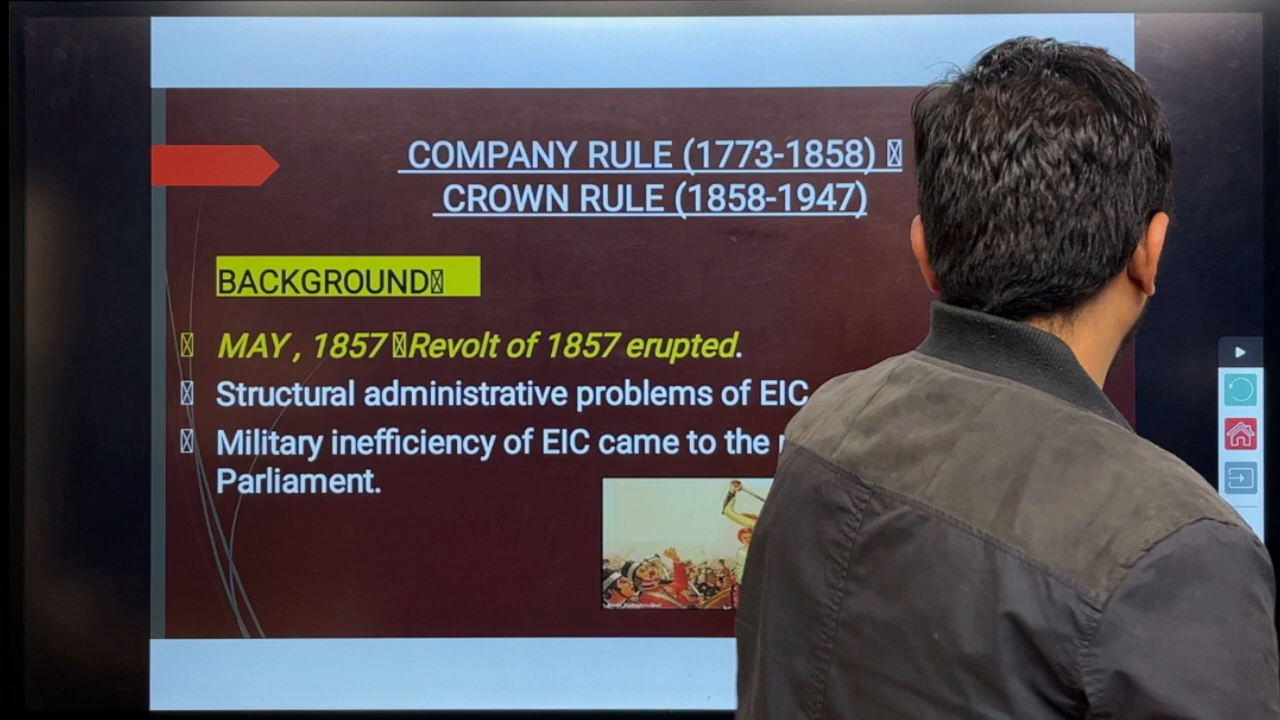 COMPANY RULE (1773-1858)
CROWN RULE (1858-1947)
BACKGROUND
MAY , 1857 Revolt of 1857 erupted.
Structural administrative problems of EIC
Military inefficiency of EIC came to the
Parliament.